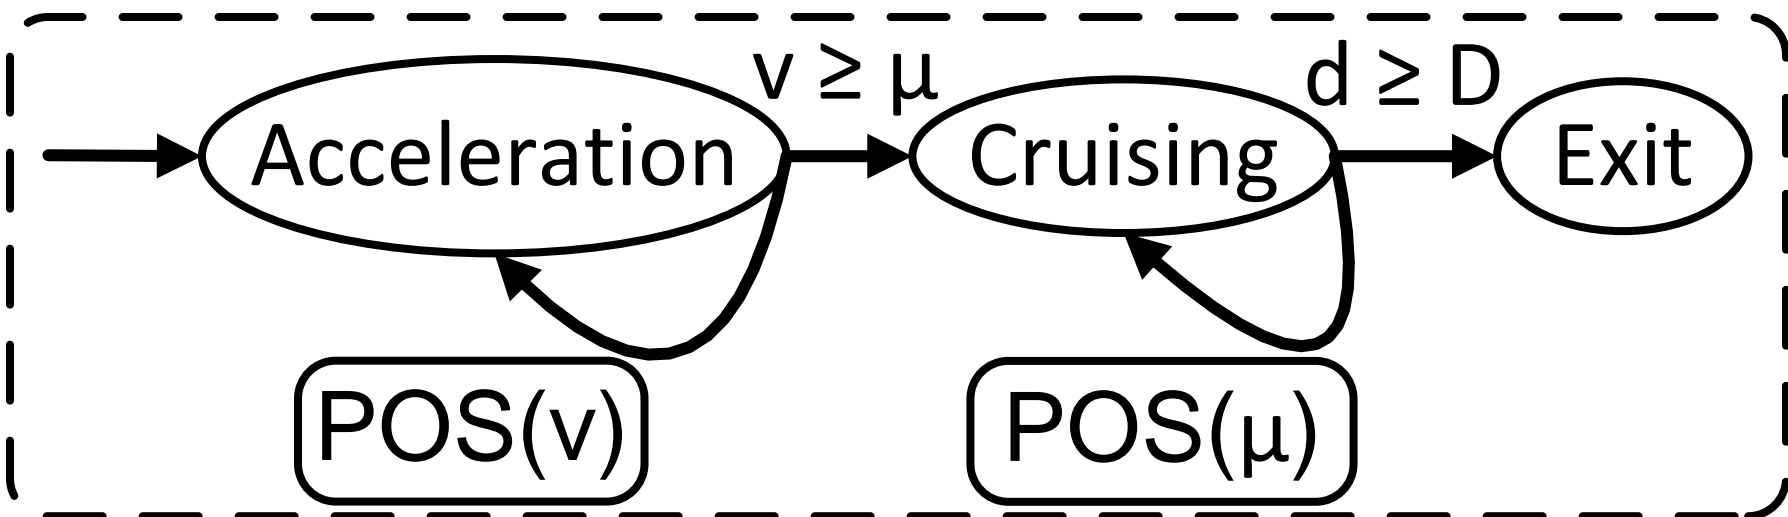 v ≥ μ
d ≥ D
Acceleration
Cruising
Exit
POS(v)
POS(μ)